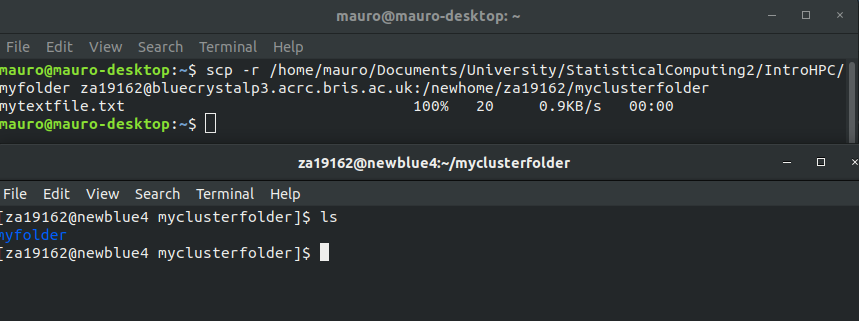 mauro@mauro-desktop: ~
File Edit View Search Terminal Help
mauro@mauro-desktop:~$ scp -r /home/mauro/Documents/University/StatisticalComputing2/IntroHPC/
myfolder za19162@bluecrystalp3.acrc.bris.ac.uk:/newhome/za19162/myclusterfolder
mytextfile.txt 100% 20 0.9KB/s 00:00
mauro@mauro-desktop:~$
za19162@newblue4:~/myclusterfolder
File Edit View Search Terminal Help
[za19162@newblue4 myclusterfolder]$ ls
myfolder
[za19162@newblue4 myclusterfolder]$